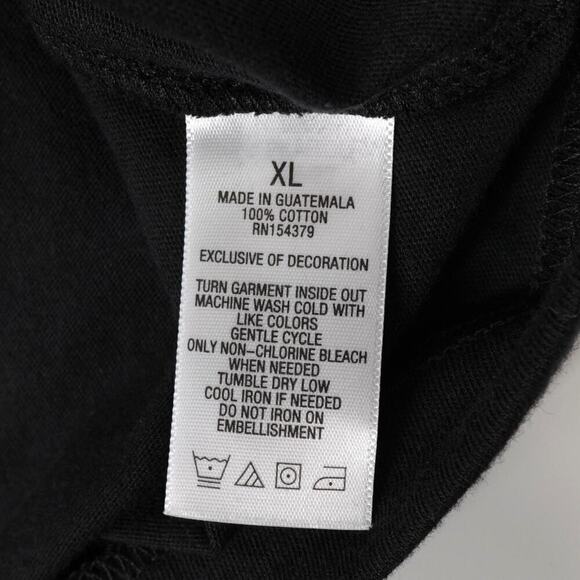 XL
MADE IN GUATEMALA
100% COTTON
RN154379
EXCLUSIVE OF DECORATION
TURN GARMENT INSIDE OUT
MACHINE WASH COLD WITH
LIKE COLORS
GENTLE CYCLE
ONLY NON-CHLORINE BLEACH
WHEN NEEDED
TUMBLE DRY LOW
COOL IRON IF NEEDED
DO NOT IRON ON
EMBELLISHMENT